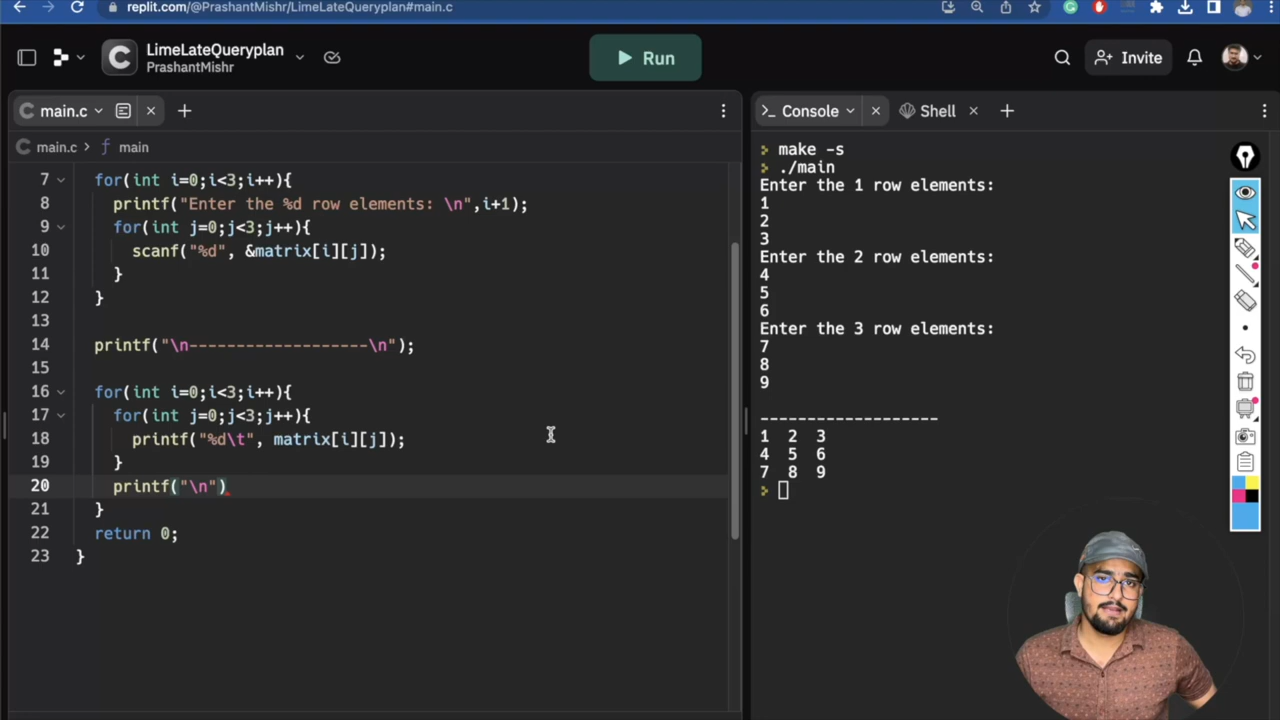 replit.com/@PrashantMishr/LimeLateQueryplan#main.c
C
LimeLateQueryplan
PrashantMishr
Run
Invite
C main.c
Console
Shell
C main.c > f main
7 for(int i=0;i<3;i++){
8 printf("Enter the %d row elements: \n",i+1);
9 for(int j=0;j<3;j++){
10 scanf("%d", &matrix[i][j]);
11 }
12 }
13
14 printf("\n-------------------\n");
15
16 for(int i=0;i<3;i++){
17 for(int j=0;j<3;j++){
18 printf("%d\t", matrix[i][j]);
19 }
20 printf("\n")
21 }
22 return 0;
23 }
> make -s
> ./main
Enter the 1 row elements:
1
2
3
Enter the 2 row elements:
4
5
6
Enter the 3 row elements:
7
8
9
-------------------
1 2 3
4 5 6
7 8 9
>